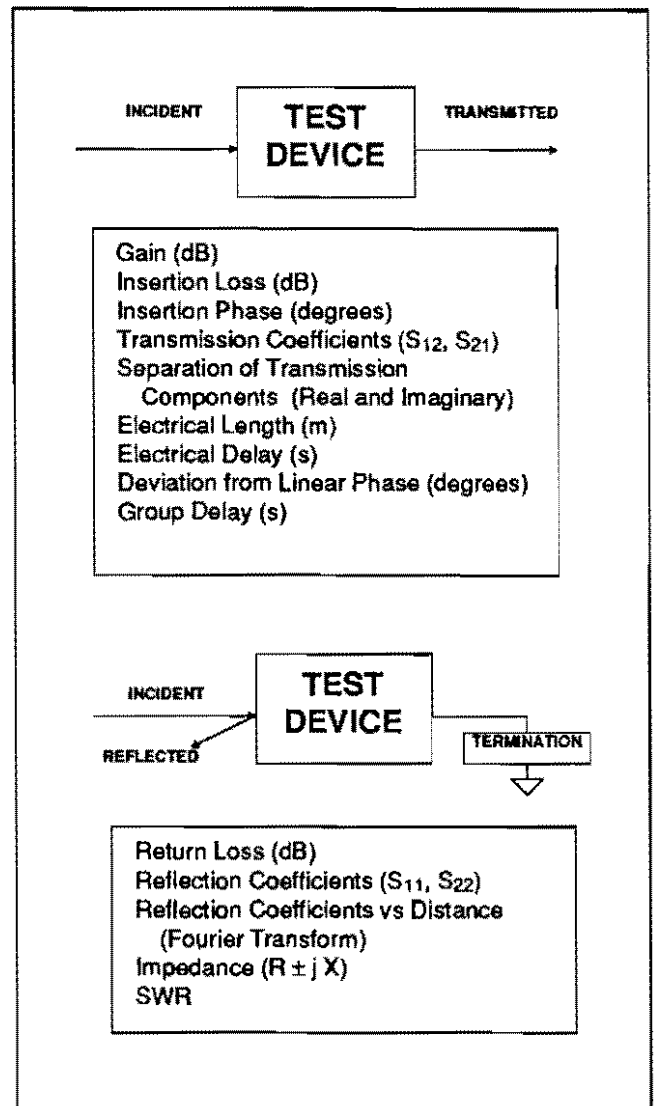 INCIDENT
TEST
DEVICE
TRANSMITTED
Gain (dB)
Insertion Loss (dB)
Insertion Phase (degrees)
Transmission Coefficients (S₁₂, S₂₁)
Separation of Transmission
Components (Real and Imaginary)
Electrical Length (m)
Electrical Delay (s)
Deviation from Linear Phase (degrees)
Group Delay (s)
INCIDENT
REFLECTED
TEST
DEVICE
TERMINATION
Return Loss (dB)
Reflection Coefficients (S₁₁, S₂₂)
Reflection Coefficients vs Distance
(Fourier Transform)
Impedance (R ± j X)
SWR